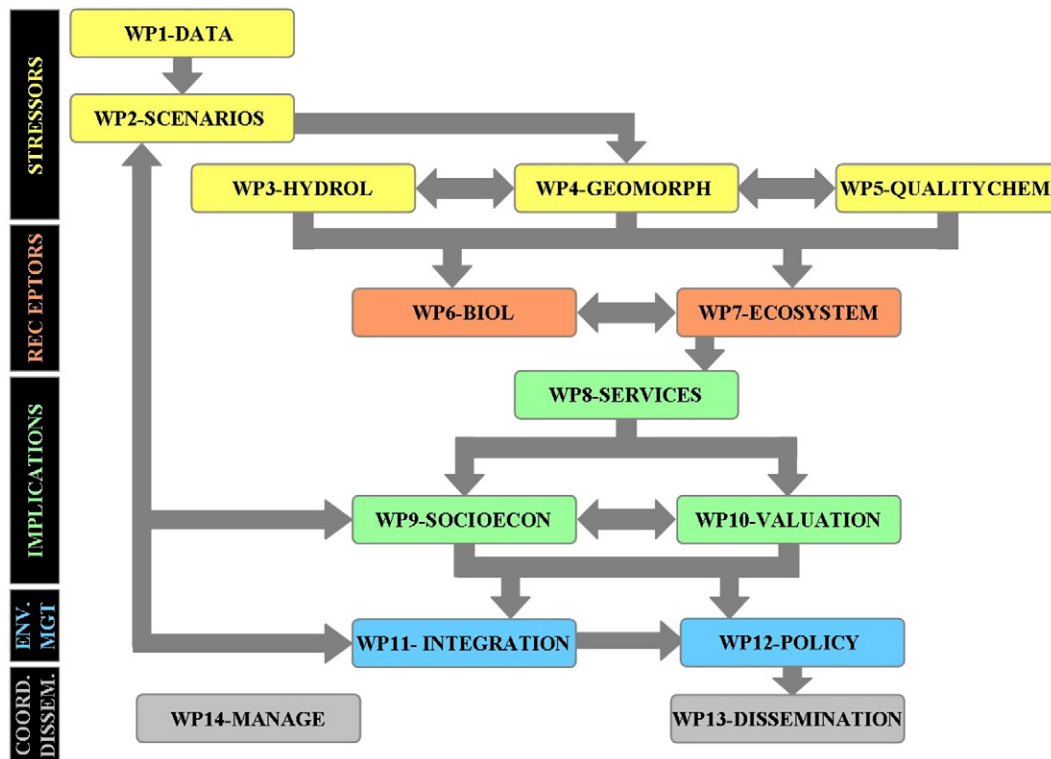 STRESSORS
WP1-DATA
WP2-SCENARIOS
WP3-HYDROL
WP4-GEOMORPH
WP5-QUALITYCHEM
REC EPTORS
WP6-BIOL
WP7-ECOSYSTEM
IMPLICATIONS
WP8-SERVICES
WP9-SOCIOECON
WP10-VALUATION
ENV.
MGT
WP11- INTEGRATION
WP12-POLICY
COORD.
DISSEM.
WP14-MANAGE
WP13-DISSEMINATION